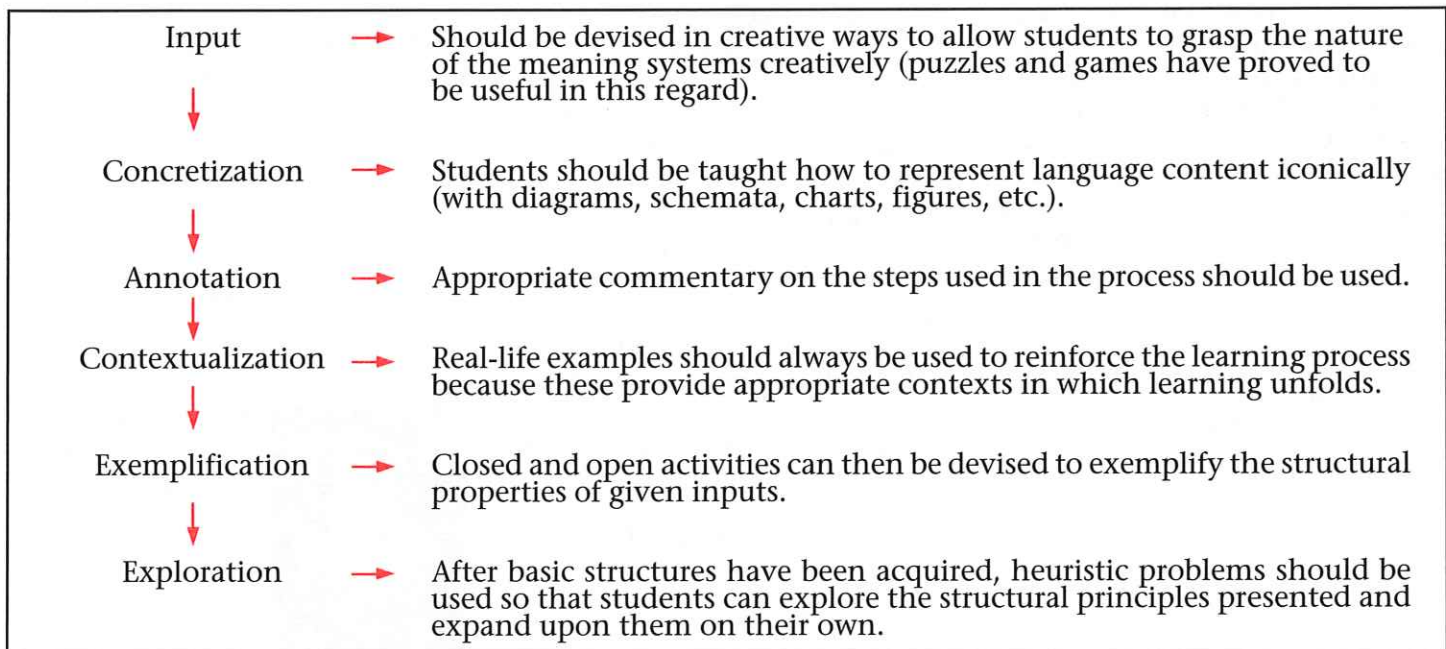 Input → Should be devised in creative ways to allow students to grasp the nature
of the meaning systems creatively (puzzles and games have proved to
be useful in this regard).
Concretization → Students should be taught how to represent language content iconically
(with diagrams, schemata, charts, figures, etc.).
Annotation → Appropriate commentary on the steps used in the process should be used.
Contextualization → Real-life examples should always be used to reinforce the learning process
because these provide appropriate contexts in which learning unfolds.
Exemplification → Closed and open activities can then be devised to exemplify the structural
properties of given inputs.
Exploration → After basic structures have been acquired, heuristic problems should be
used so that students can explore the structural principles presented and
expand upon them on their own.